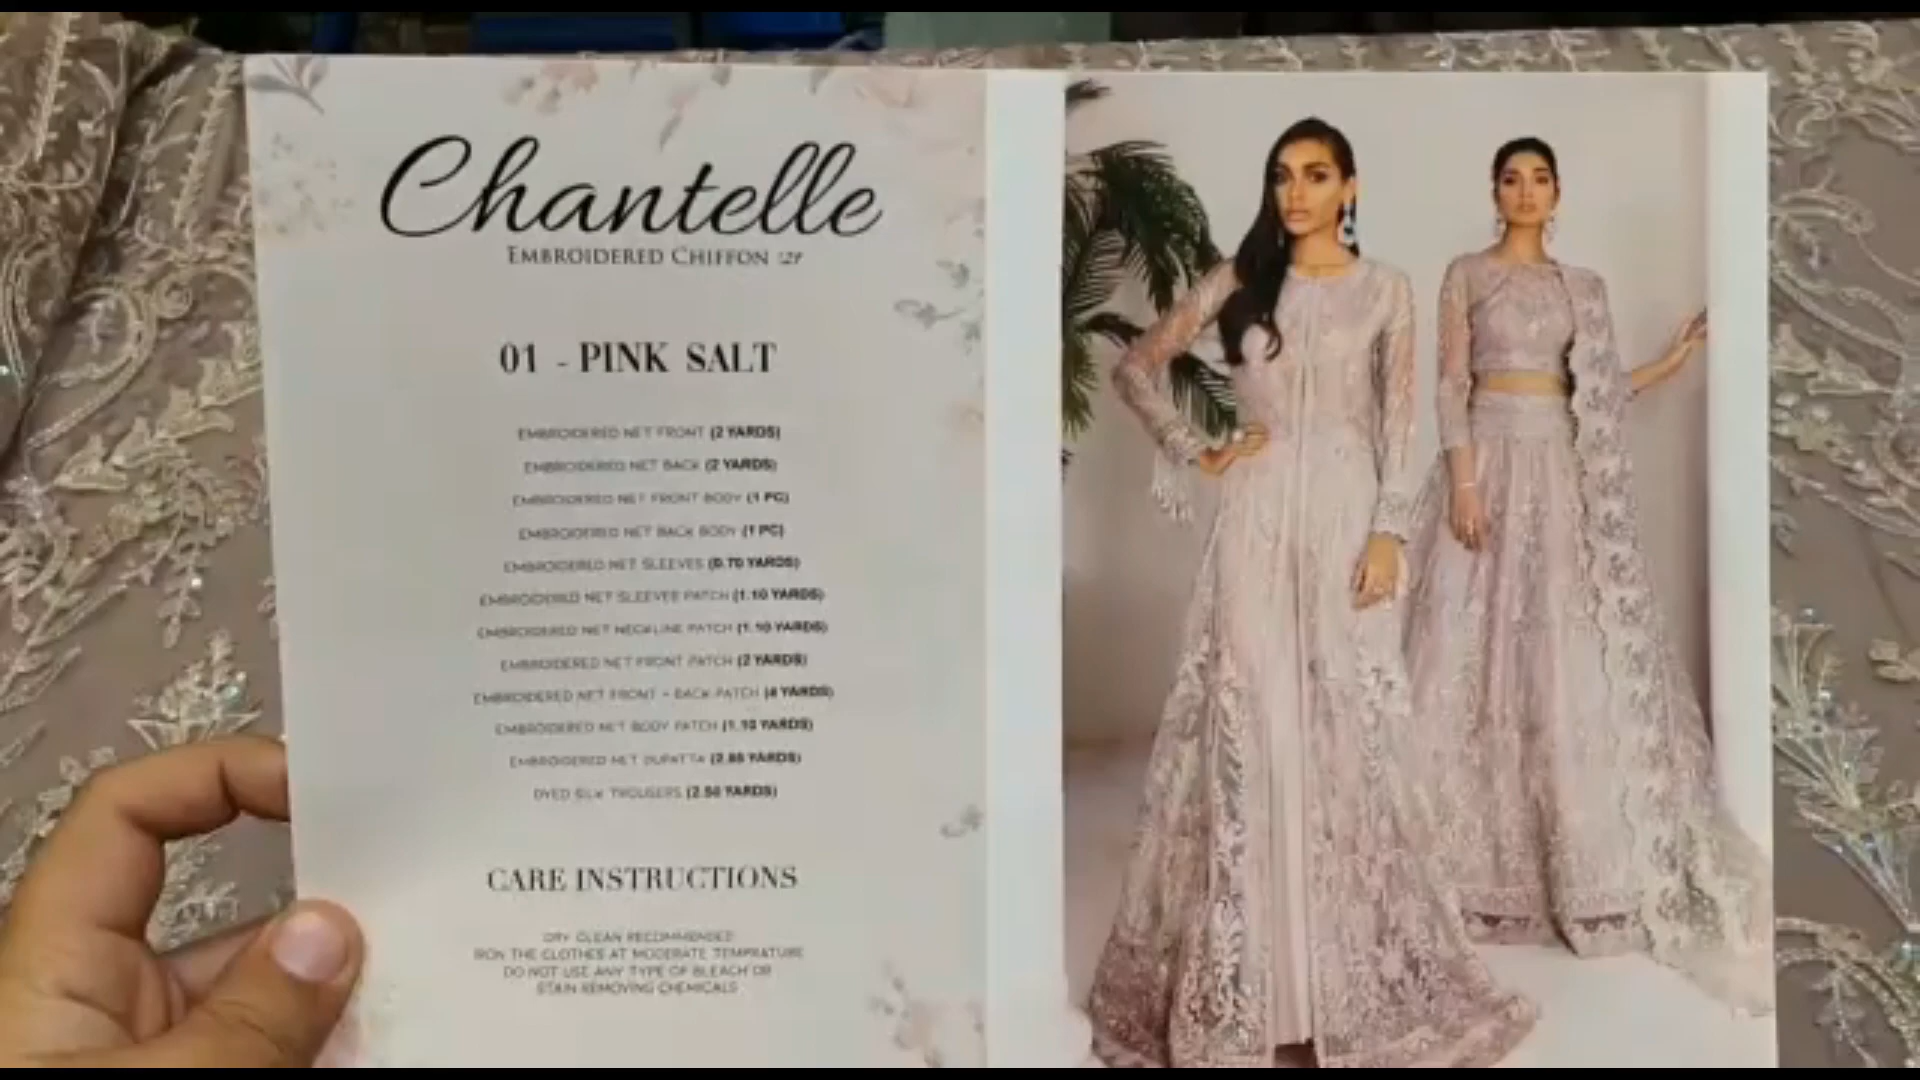 Chantelle
EMBROIDERED CHIFFON
01 - PINK SALT
EMBROIDERED NET FRONT (2 YARDS)
EMBROIDERED NET BACK (2 YARDS)
EMBROIDERED NET FRONT BODY (1 PC)
EMBROIDERED NET BACK BODY (1 PC)
EMBROIDERED NET SLEEVES (0.70 YARDS)
EMBROIDERED NET SLEEVES PATCH (1.10 YARDS)
EMBROIDERED NET NECKLINE PATCH (1.10 YARDS)
EMBROIDERED NET FRONT PATCH (2 YARDS)
EMBROIDERED NET FRONT + BACK PATCH (4 YARDS)
EMBROIDERED NET BODY PATCH (1.10 YARDS)
EMBROIDERED NET DUPATTA (2.65 YARDS)
DYED SILK TROUSERS (2.50 YARDS)
CARE INSTRUCTIONS
DRY CLEAN RECOMMENDED
IRON THE CLOTHES AT MODERATE TEMPRATURE
DO NOT USE ANY TYPE OF BLEACH OR
STAIN REMOVING CHEMICALS